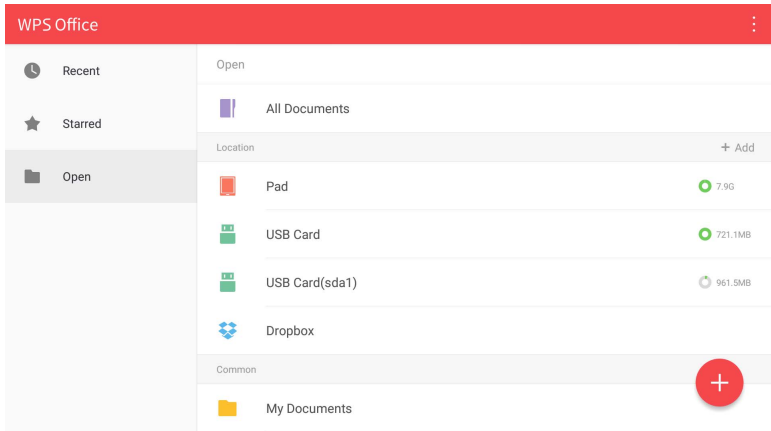 WPS Office
Recent
Starred
Open
Open
All Documents
Location
+ Add
Pad
7.9G
USB Card
721.1MB
USB Card(sda1)
961.5MB
Dropbox
Common
My Documents